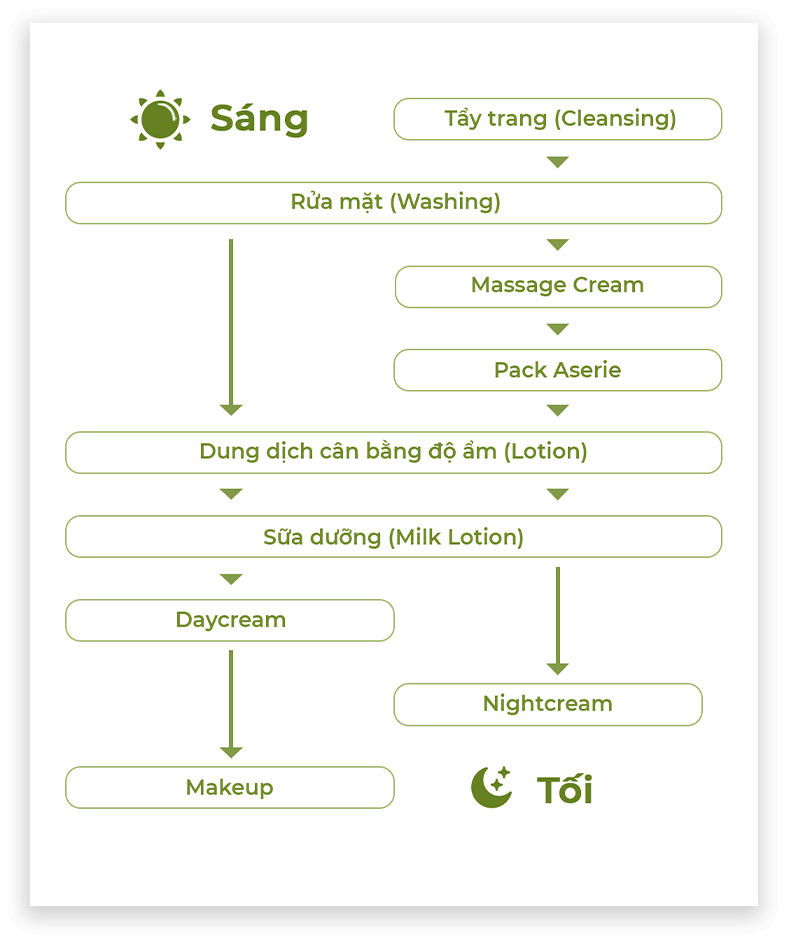 Sáng
Tẩy trang (Cleansing)
Rửa mặt (Washing)
Massage Cream
Pack Aserie
Dung dịch cân bằng độ ẩm (Lotion)
Sữa dưỡng (Milk Lotion)
Daycream
Nightcream
Makeup
Tối